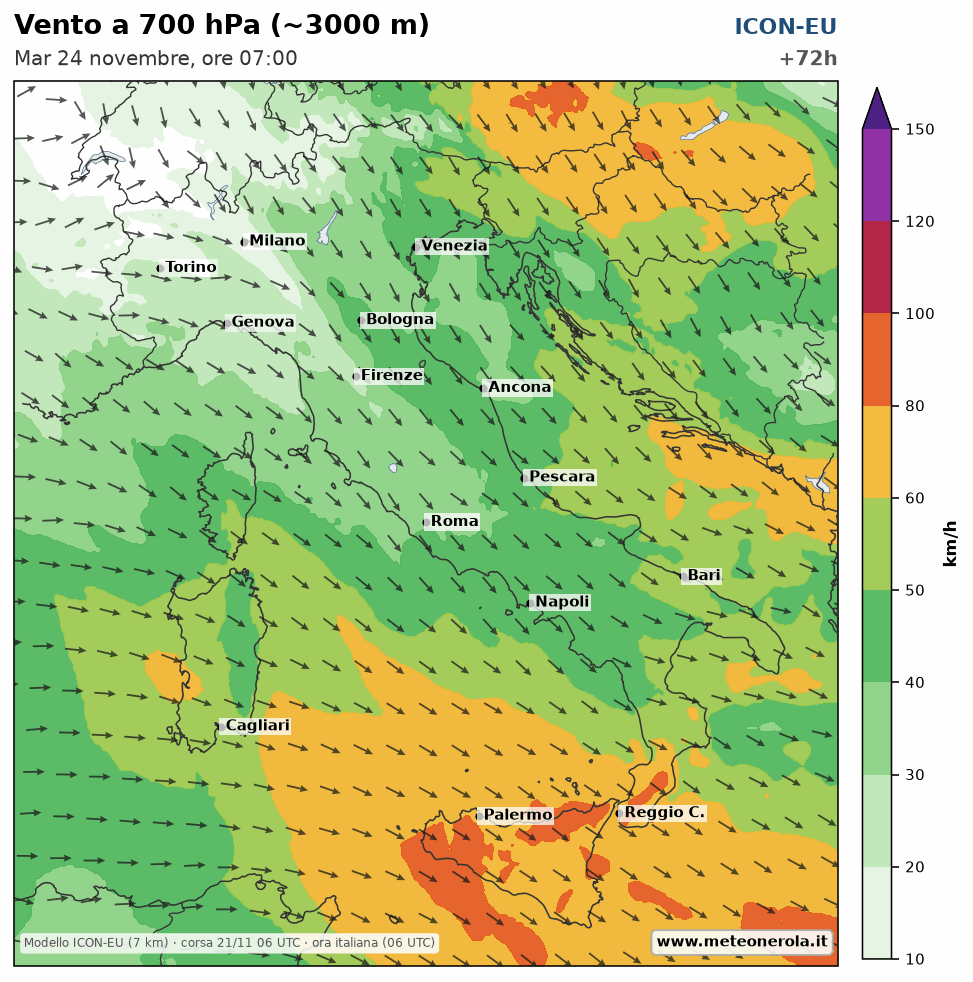 Vento a 700 hPa (~3000 m)
ICON-EU
Mar 24 novembre, ore 07:00
+72h
150
120
100
80
60
50
40
30
20
10
km/h
Milano
Venezia
Torino
Genova
Bologna
Firenze
Ancona
Pescara
Roma
Bari
Napoli
Cagliari
Palermo
Reggio C.
Modello ICON-EU (7 km) · corsa 21/11 06 UTC · ora italiana (06 UTC)
www.meteonerola.it